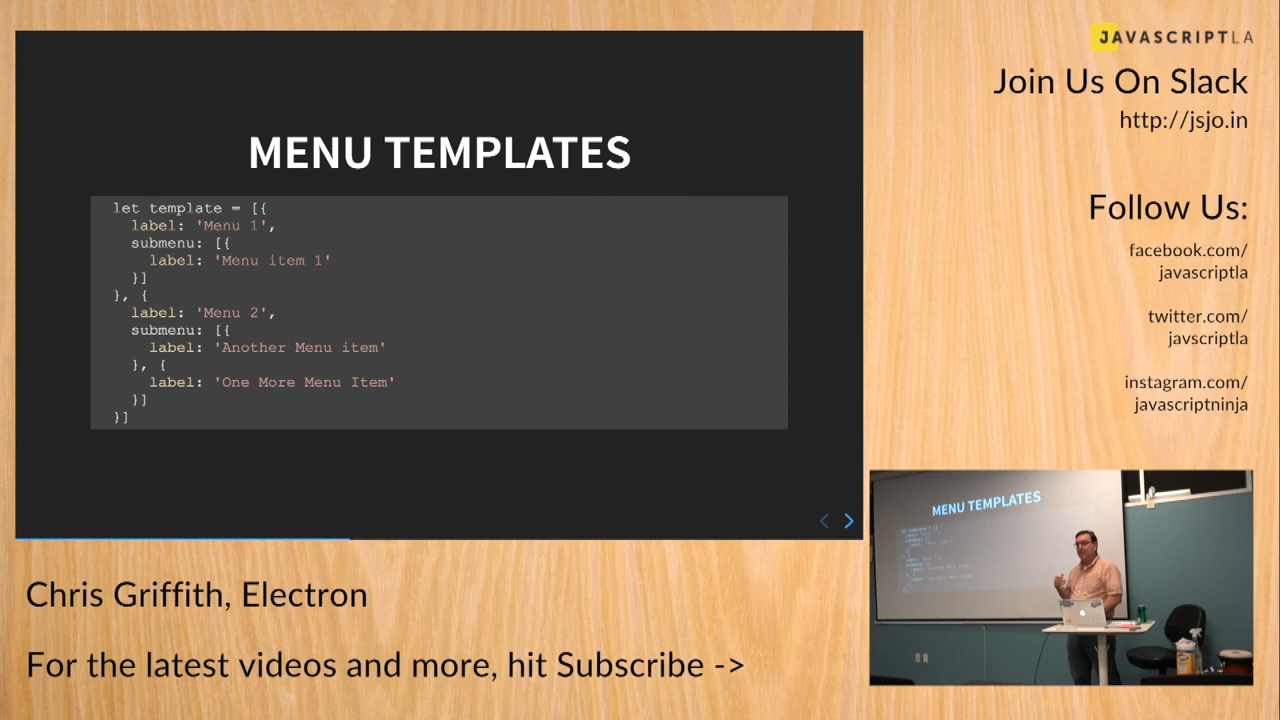 MENU TEMPLATES
let template = [{
label: 'Menu 1',
submenu: [{
label: 'Menu item 1'
}]
}, {
label: 'Menu 2',
submenu: [{
label: 'Another Menu item'
}, {
label: 'One More Menu Item'
}]
}]
JAVASCRIPTLA
Join Us On Slack
http://jsjo.in
Follow Us:
facebook.com/
javascriptla
twitter.com/
javscriptla
instagram.com/
javascriptninja
MENU TEMPLATES
Chris Griffith, Electron
For the latest videos and more, hit Subscribe ->